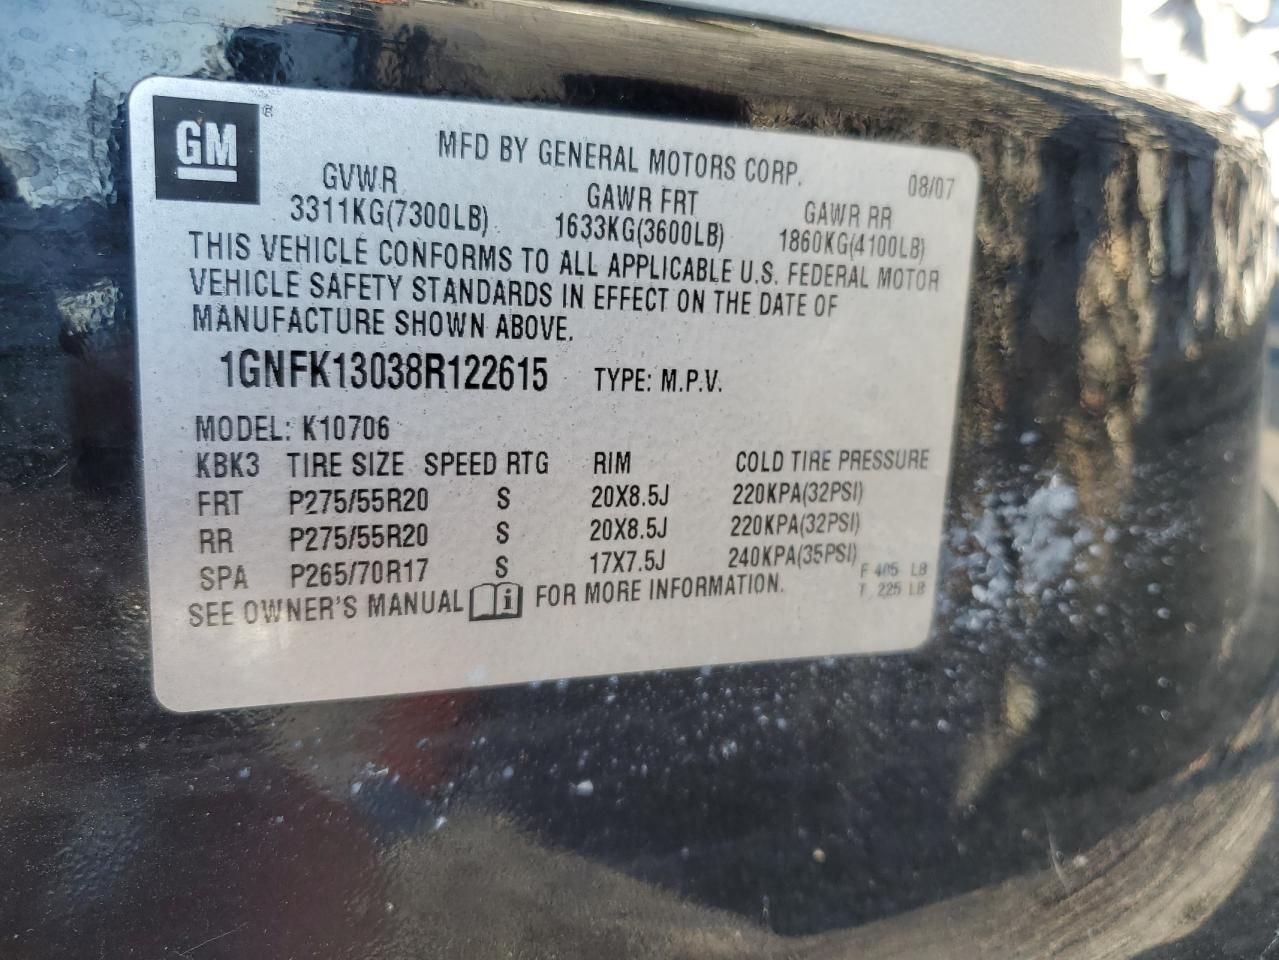 GM
MFD BY GENERAL MOTORS CORP.
08/07
GVWR GAWR FRT GAWR RR
3311KG(7300LB) 1633KG(3600LB) 1860KG(4100LB)
THIS VEHICLE CONFORMS TO ALL APPLICABLE U.S. FEDERAL MOTOR
VEHICLE SAFETY STANDARDS IN EFFECT ON THE DATE OF
MANUFACTURE SHOWN ABOVE.
1GNFK13038R122615 TYPE: M.P.V.
MODEL: K10706
KBK3 TIRE SIZE SPEED RTG RIM COLD TIRE PRESSURE
FRT P275/55R20 S 20X8.5J 220KPA(32PSI)
RR P275/55R20 S 20X8.5J 220KPA(32PSI)
SPA P265/70R17 S 17X7.5J 240KPA(35PSI)
F 405 LB
T 225 LB
SEE OWNER'S MANUAL i FOR MORE INFORMATION.